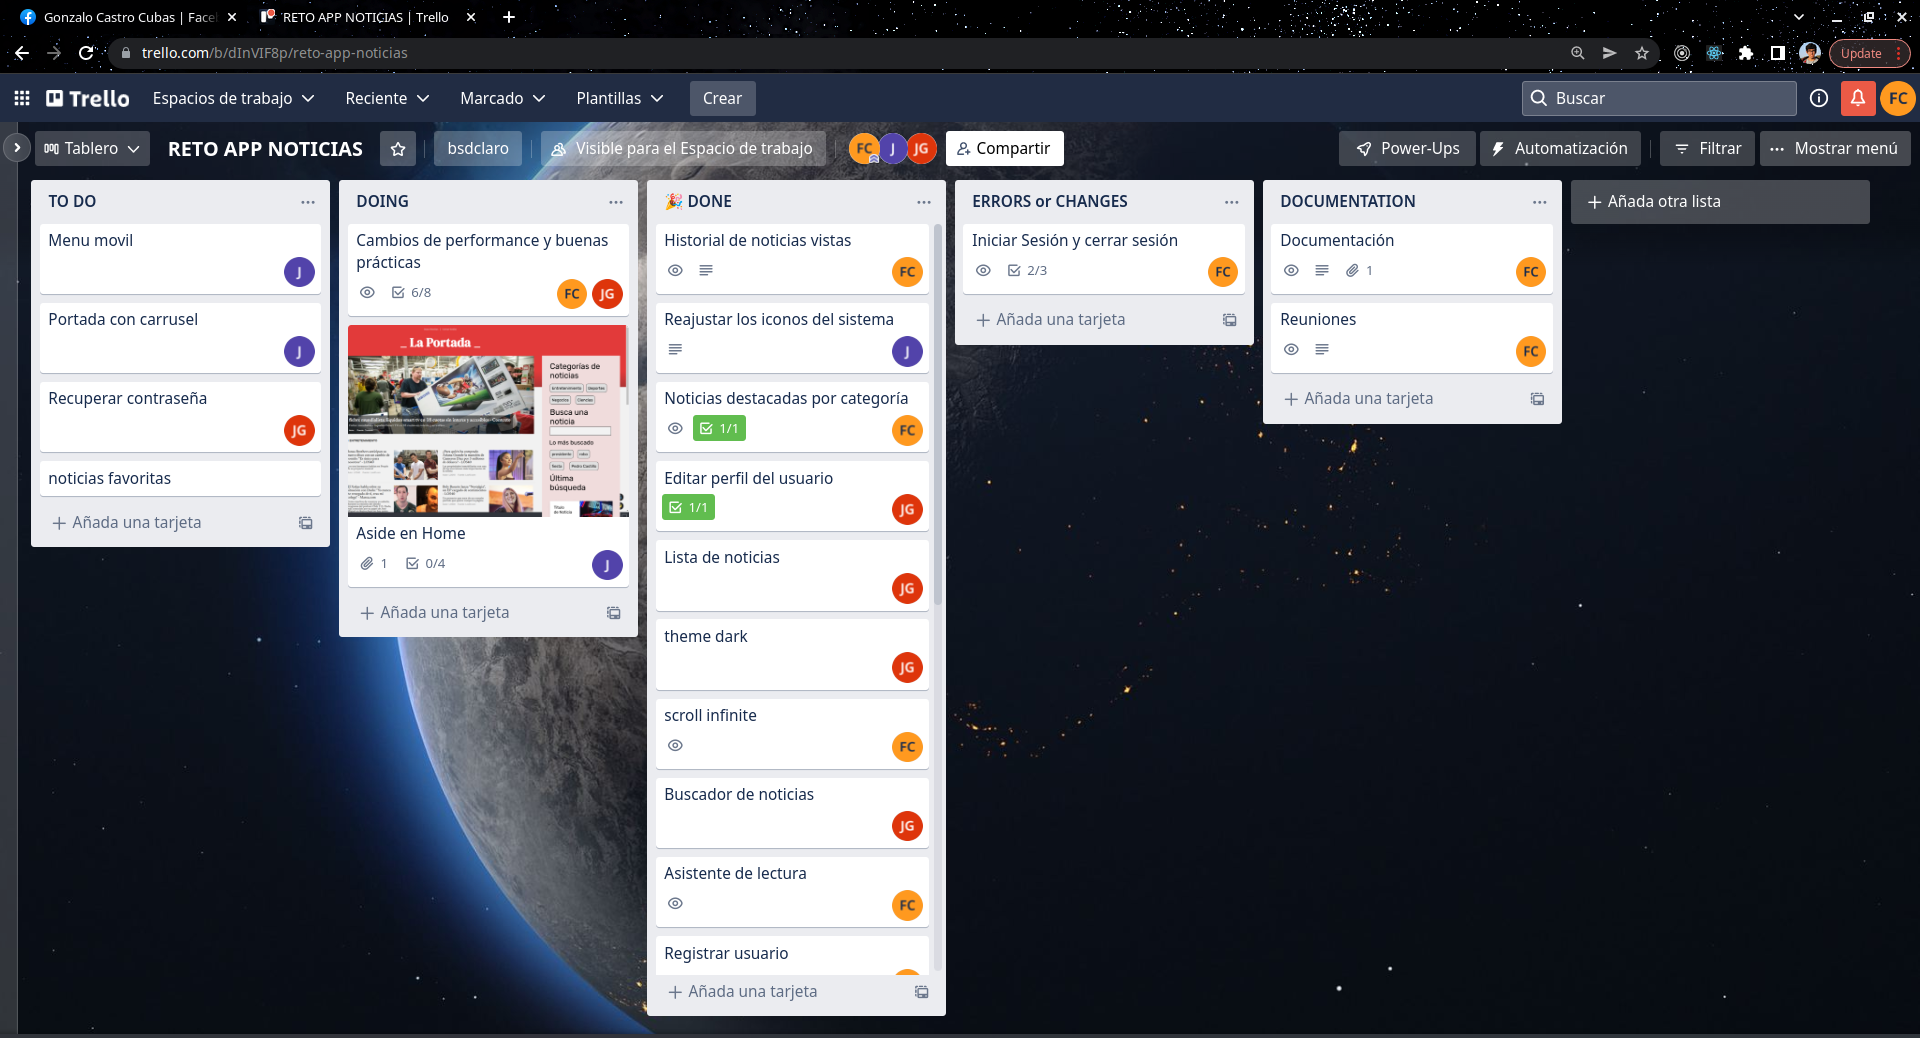 Gonzalo Castro Cubas | Face
RETO APP NOTICIAS | Trello
trello.com/b/dInVIF8p/reto-app-noticias
Update
Trello
Espacios de trabajo
Reciente
Marcado
Plantillas
Crear
Buscar
FC
Tablero
RETO APP NOTICIAS
bsdclaro
Visible para el Espacio de trabajo
FC
J
JG
Compartir
Power-Ups
Automatización
Filtrar
Mostrar menú
TO DO
Menu movil
J
Portada con carrusel
J
Recuperar contraseña
JG
noticias favoritas
Añada una tarjeta
DOING
Cambios de performance y buenas
prácticas
6/8
FC
JG
_ La Portada _
Categorías de
noticias
Busca una
noticia
Lo más buscado
Última
búsqueda
Aside en Home
1
0/4
J
Añada una tarjeta
🎉 DONE
Historial de noticias vistas
FC
Reajustar los iconos del sistema
J
Noticias destacadas por categoría
1/1
FC
Editar perfil del usuario
1/1
JG
Lista de noticias
JG
theme dark
JG
scroll infinite
FC
Buscador de noticias
JG
Asistente de lectura
FC
Registrar usuario
Añada una tarjeta
ERRORS or CHANGES
Iniciar Sesión y cerrar sesión
2/3
FC
Añada una tarjeta
DOCUMENTATION
Documentación
1
FC
Reuniones
FC
Añada una tarjeta
Añada otra lista